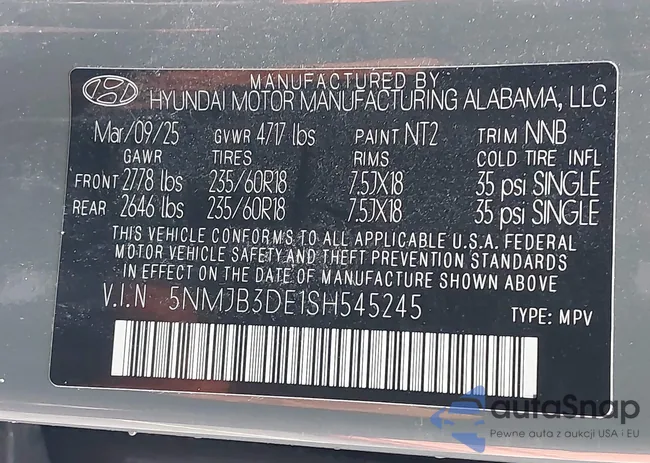 MANUFACTURED BY:
HYUNDAI MOTOR MANUFACTURING ALABAMA, LLC
Mar/09/25 GVWR 4717 lbs PAINT NT2 TRIM NNB
GAWR TIRES RIMS COLD TIRE INFL
FRONT 2778 lbs 235/60R18 7.5JX18 35 psi SINGLE
REAR 2646 lbs 235/60R18 7.5JX18 35 psi SINGLE
THIS VEHICLE CONFORMS TO ALL APPLICABLE U.S.A. FEDERAL
MOTOR VEHICLE SAFETY AND THEFT PREVENTION STANDARDS
IN EFFECT ON THE DATE OF MANUFACTURE SHOWN ABOVE
V.I.N 5NMJB3DE1SH545245 TYPE: MPV
autaSnap
Pewne auta z aukcji USA i EU